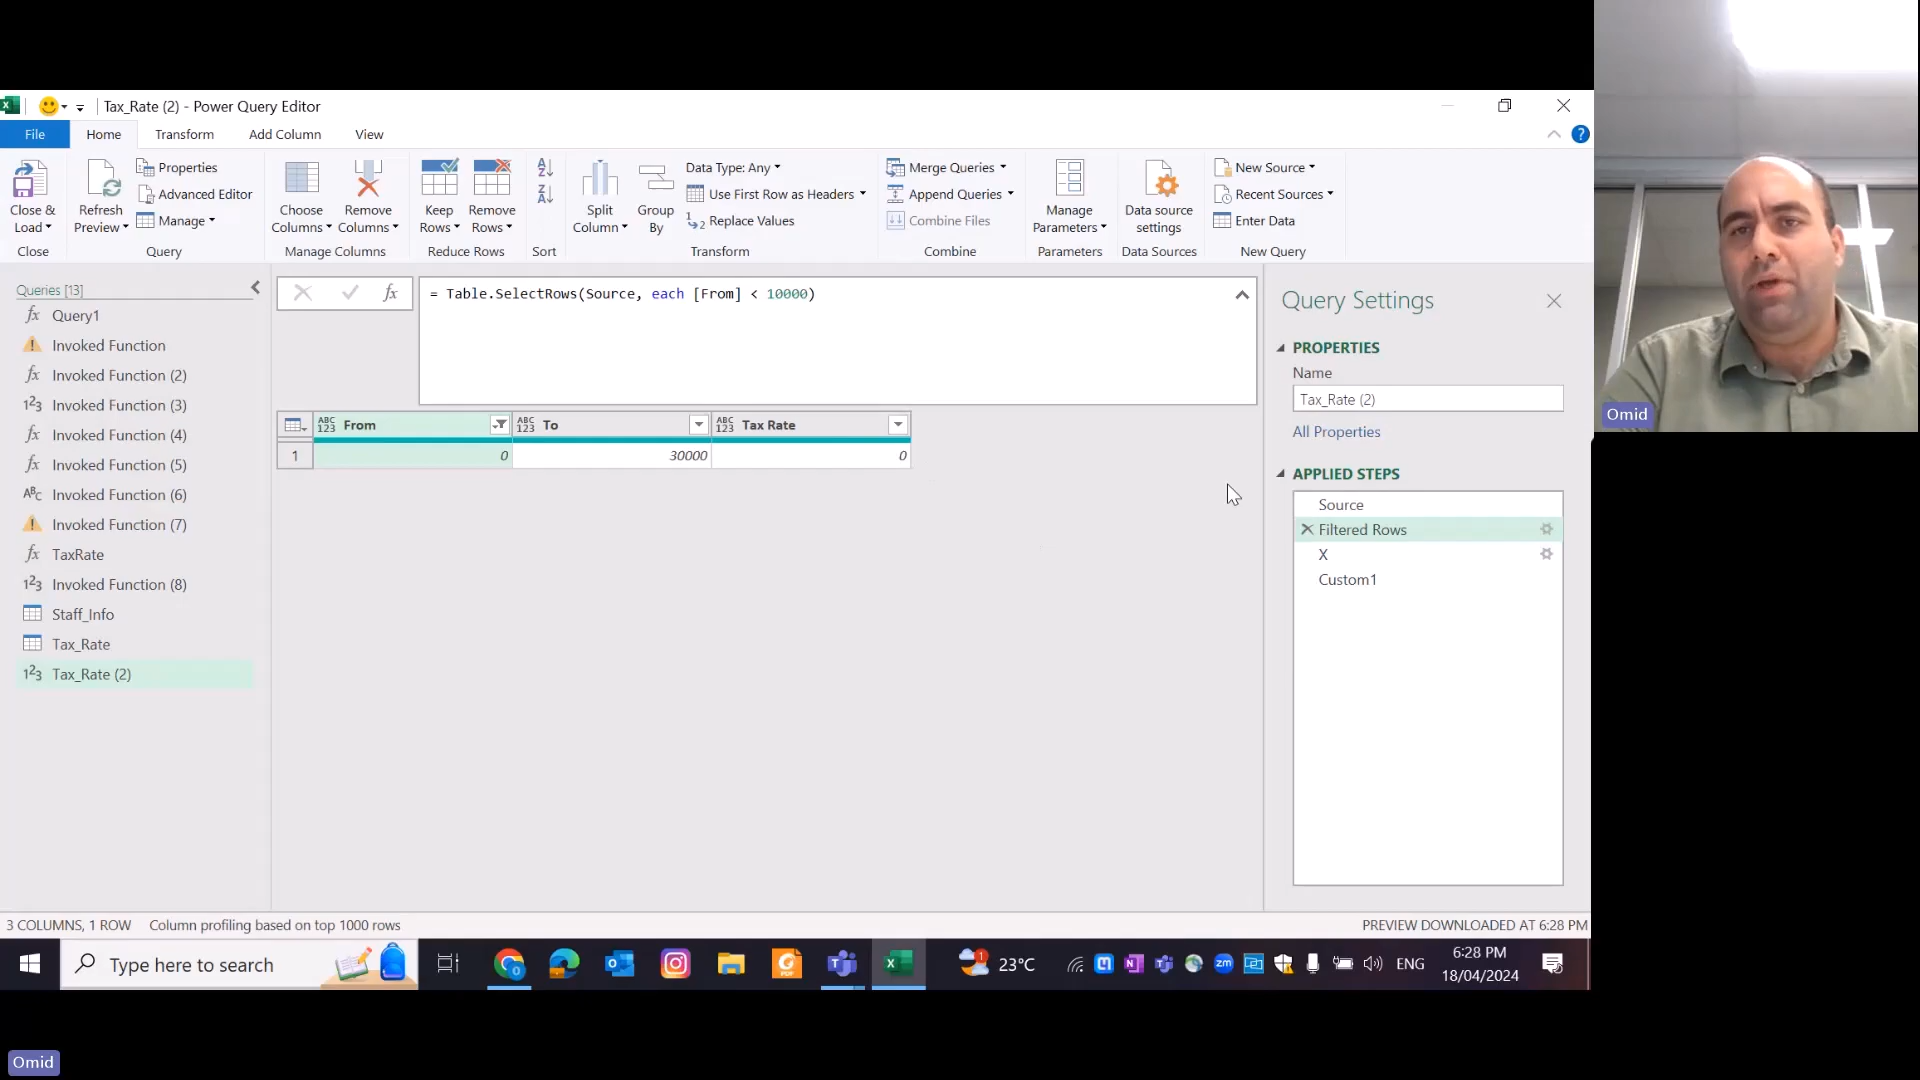 Tax_Rate (2) - Power Query Editor
File
Home
Transform
Add Column
View
Close &
Load
Close
Refresh
Preview
Properties
Advanced Editor
Manage
Query
Choose
Columns
Remove
Columns
Manage Columns
Keep
Rows
Remove
Rows
Reduce Rows
Sort
Split
Column
Group
By
Data Type: Any
Use First Row as Headers
Replace Values
Transform
Merge Queries
Append Queries
Combine Files
Combine
Manage
Parameters
Parameters
Data source
settings
Data Sources
New Source
Recent Sources
Enter Data
New Query
Queries [13]
Query1
Invoked Function
Invoked Function (2)
Invoked Function (3)
Invoked Function (4)
Invoked Function (5)
Invoked Function (6)
Invoked Function (7)
TaxRate
Invoked Function (8)
Staff_Info
Tax_Rate
Tax_Rate (2)
= Table.SelectRows(Source, each [From] < 10000)
From To Tax Rate
1 0 30000 0
Query Settings
PROPERTIES
Name
Tax_Rate (2)
All Properties
APPLIED STEPS
Source
Filtered Rows
X
Custom1
3 COLUMNS, 1 ROW Column profiling based on top 1000 rows
PREVIEW DOWNLOADED AT 6:28 PM
Type here to search
23°C
ENG
6:28 PM
18/04/2024
Omid
Omid